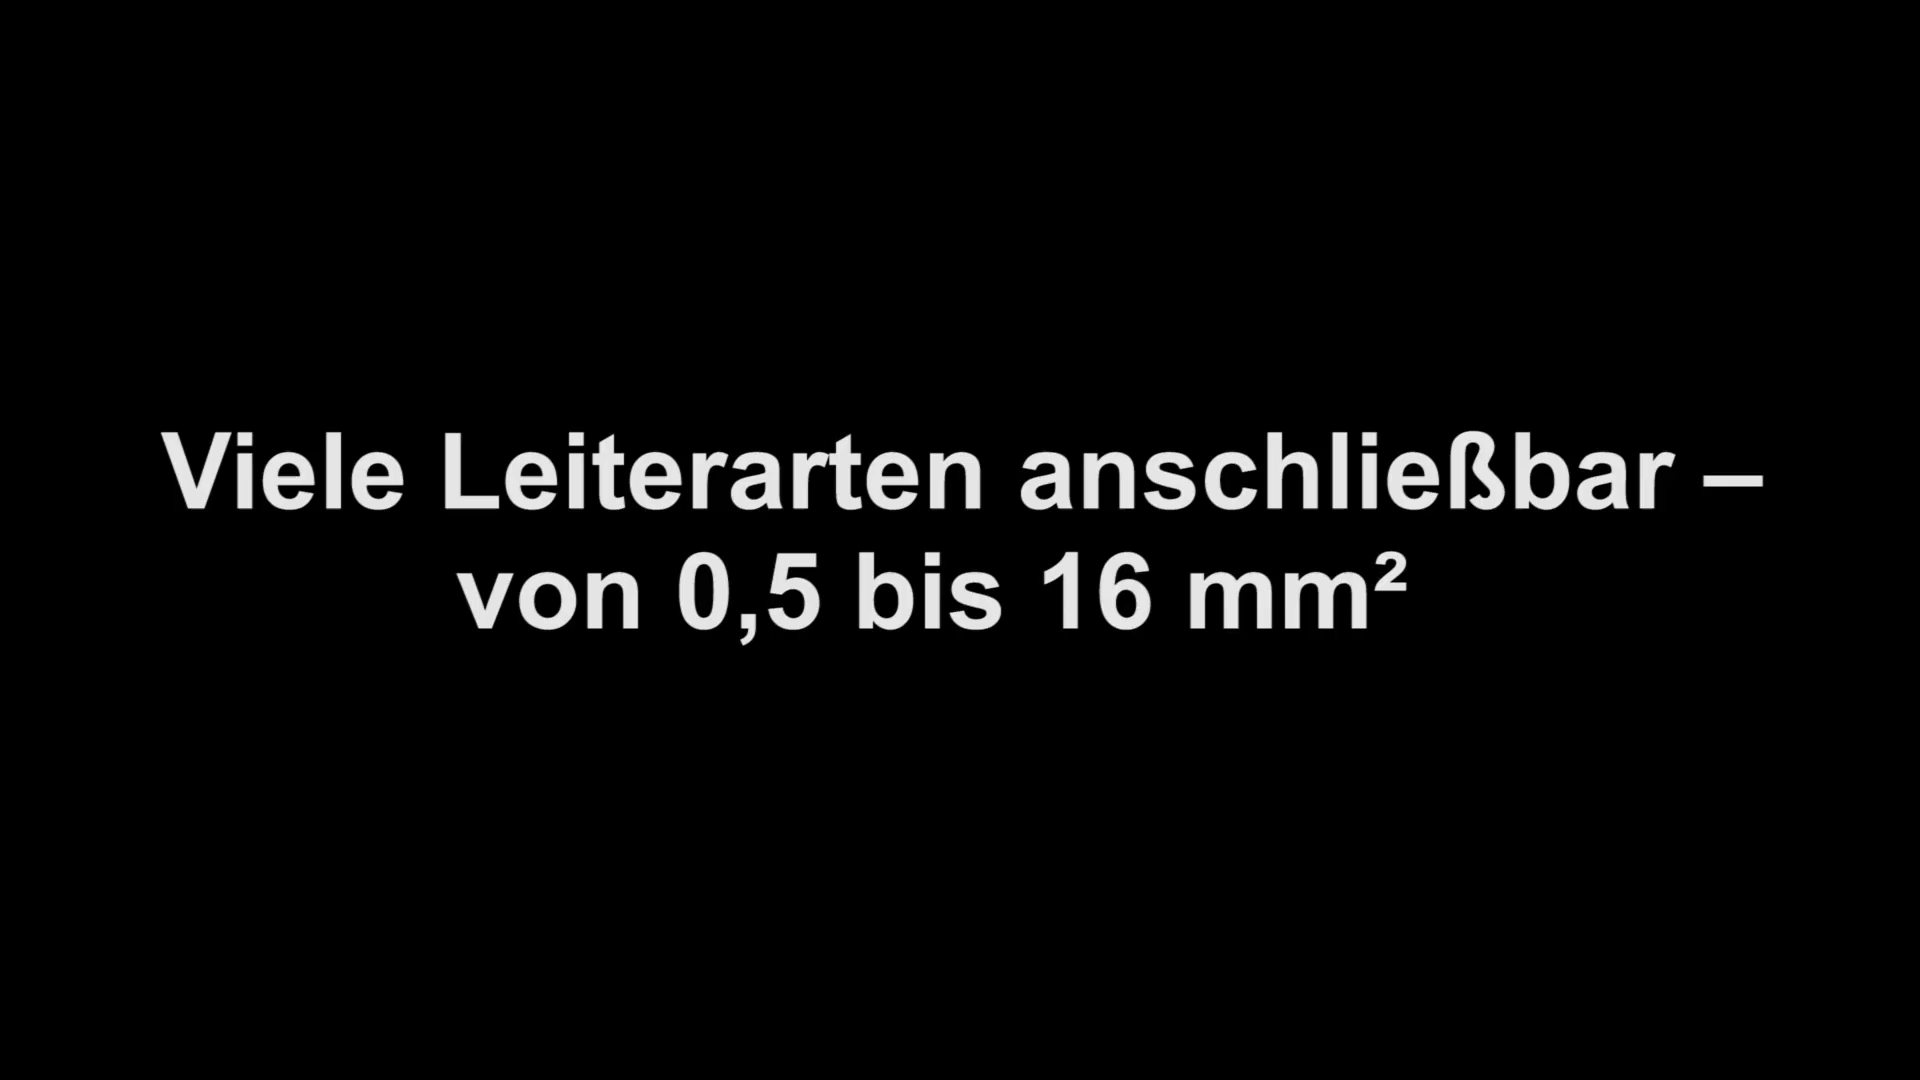 Viele Leiterarten anschließbar –
von 0,5 bis 16 mm²